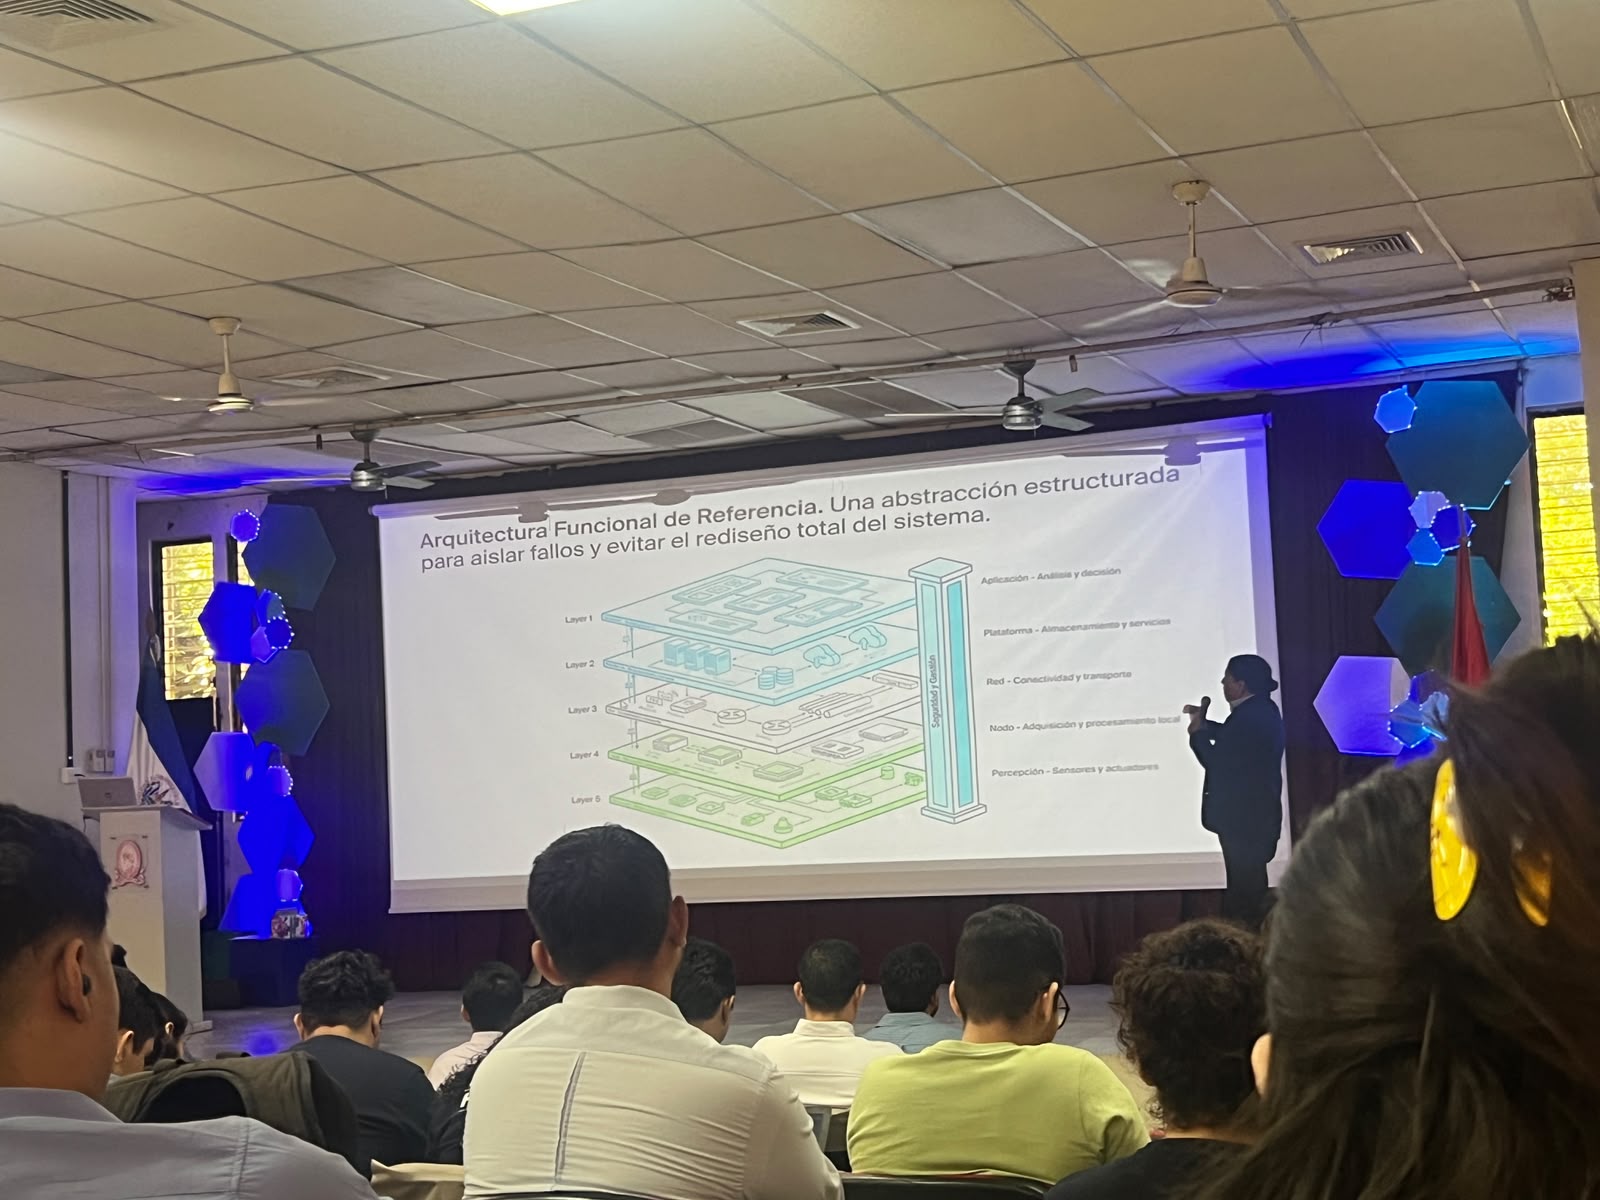 Arquitectura Funcional de Referencia. Una abstracción estructurada
para aislar fallos y evitar el rediseño total del sistema.
Layer 1
Layer 2
Layer 3
Layer 4
Layer 5
Seguridad y Gestión
Aplicación - Análisis y decisión
Plataforma - Almacenamiento y servicios
Red - Conectividad y transporte
Nodo - Adquisición y procesamiento local
Percepción - Sensores y actuadores